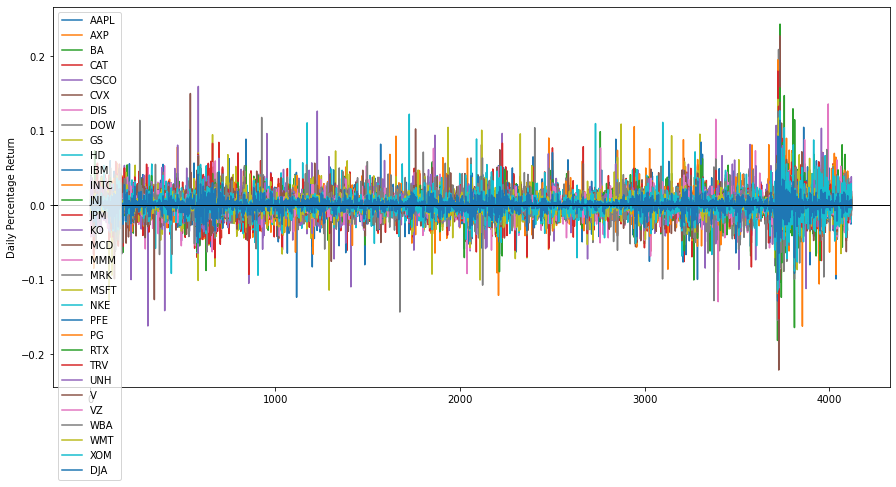 AAPL
AXP
BA
CAT
CSCO
CVX
DIS
DOW
GS
HD
IBM
INTC
JNJ
JPM
KO
MCD
MMM
MRK
MSFT
NKE
PFE
PG
RTX
TRV
UNH
V
VZ
WBA
WMT
XOM
DJA
Daily Percentage Return
0.2
0.1
0.0
−0.1
−0.2
1000
2000
3000
4000